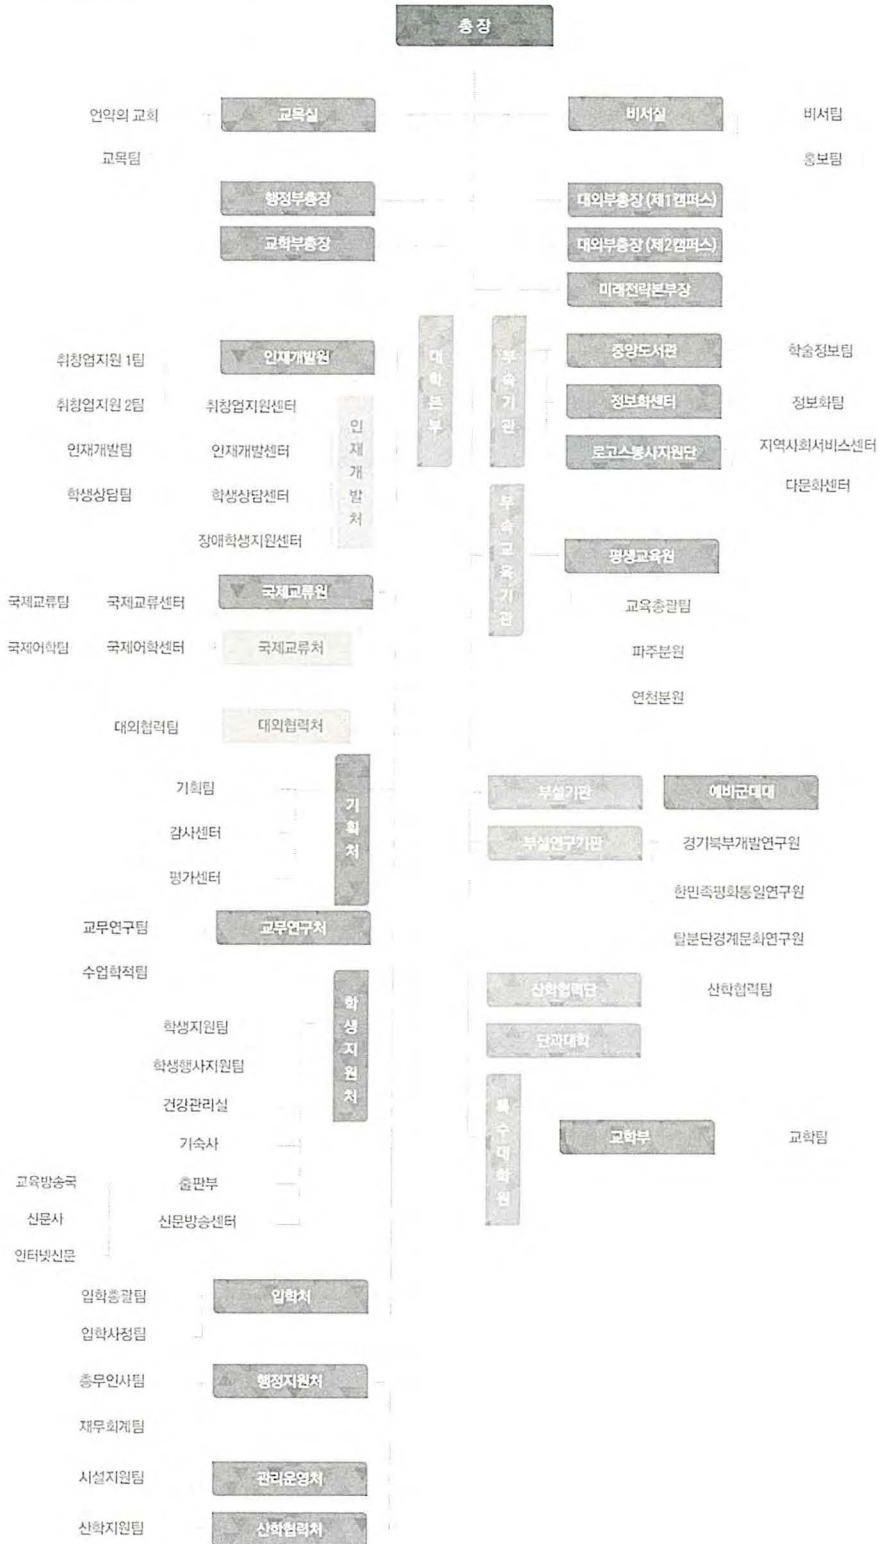 총장
언약의 교회
교목실
비서실
비서팀
교목팀
홍보팀
행정부총장
대외부총장 (제1캠퍼스)
교학부총장
대외부총장 (제2캠퍼스)
미래전략본부장
대학본부
부속기관
취창업지원 1팀
인재개발원
중앙도서관
학술정보팀
취창업지원 2팀
취창업지원센터
인재개발처
정보화센터
정보화팀
인재개발팀
인재개발센터
로고스봉사지원단
지역사회서비스센터
학생상담팀
학생상담센터
다문화센터
장애학생지원센터
부속교육기관
평생교육원
국제교류팀
국제교류센터
국제교류원
교육총괄팀
국제어학팀
국제어학센터
국제교류처
파주분원
연천분원
대외협력팀
대외협력처
기획팀
기획처
부설기관
예비군대대
감사센터
부설연구기관
경기북부개발연구원
평가센터
한민족평화통일연구원
교무연구팀
교무연구처
탈분단경계문화연구원
수업학적팀
산학협력단
산학협력팀
학생지원팀
학생지원처
단과대학
학생행사지원팀
건강관리실
특수대학원
기숙사
교학부
교학팀
교육방송국
출판부
신문사
신문방송센터
인터넷신문
입학총괄팀
입학처
입학사정팀
총무인사팀
행정지원처
재무회계팀
시설지원팀
관리운영처
산학지원팀
산학협력처